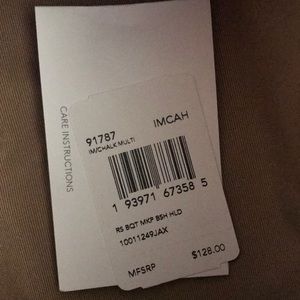 CARE INSTRUCTIONS
91787 IMCAH
IM/CHALK MULTI
1 93971 67358 5
RS BQT MKP BSH HLD
10011249JAX
MFSRP $128.00